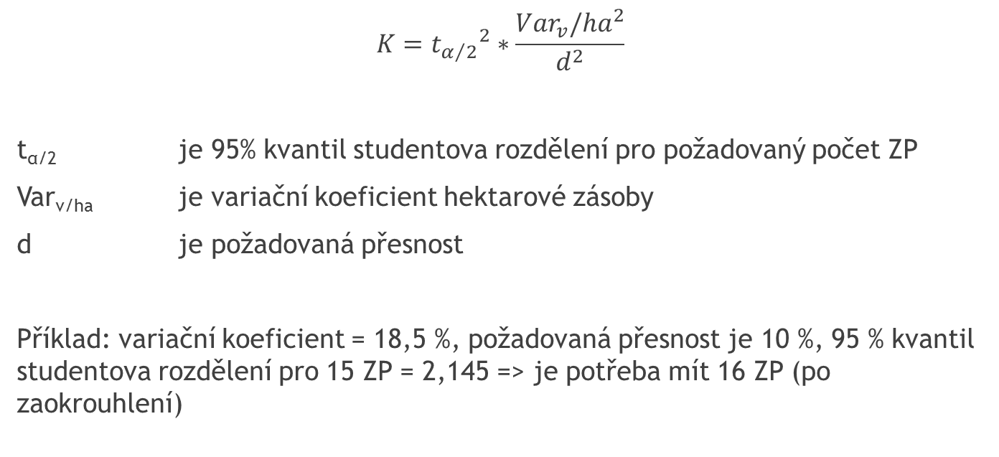 K = t_{α/2}^2 * \frac{Var_v/ha^2}{d^2}
t_{α/2} je 95% kvantil studentova rozdělení pro požadovaný počet ZP
Var_{v/ha} je variační koeficient hektarové zásoby
d je požadovaná přesnost
Příklad: variační koeficient = 18,5 %, požadovaná přesnost je 10 %, 95 % kvantil
studentova rozdělení pro 15 ZP = 2,145 => je potřeba mít 16 ZP (po
zaokrouhlení)